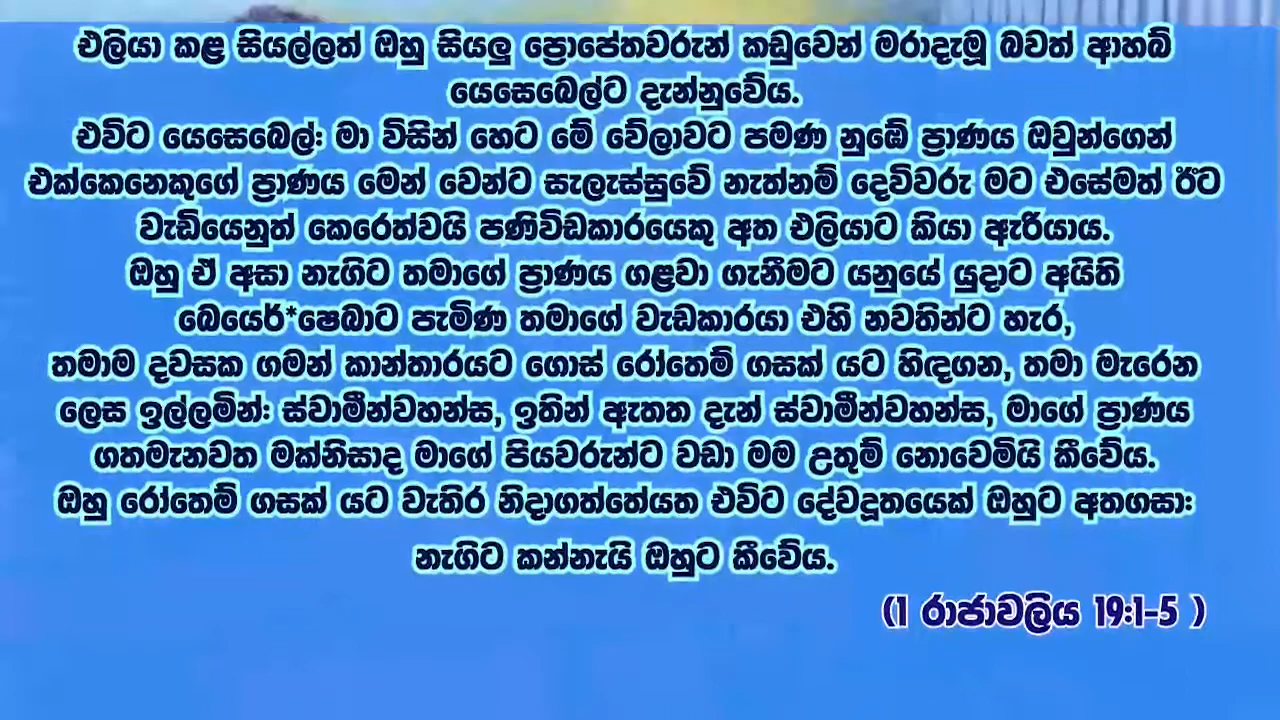 එලියා කළ සියල්ලත් ඔහු සියලු ප්‍රොපේතවරුන් කඩුවෙන් මරාදැමූ බවත් ආහබ්
යෙසෙබෙල්ට දැන්නුවේය.
එවිට යෙසෙබෙල්: මා විසින් හෙට මේ වේලාවට පමණ නුඹේ ප්‍රාණය ඔවුන්ගෙන්
එක්කෙනෙකුගේ ප්‍රාණය මෙන් වෙන්ට සැලැස්සුවේ නැත්නම් දෙවිවරු මට එසේමත් ඊට
වැඩියෙනුත් කෙරෙත්වයි පණිවිඩකාරයෙකු අත එලියාට කියා ඇරියාය.
ඔහු ඒ අසා නැගිට තමාගේ ප්‍රාණය ගළවා ගැනීමට යනුයේ යුදාට අයිති
බෙයෙර්*ෂෙබාට පැමිණ තමාගේ වැඩකාරයා එහි නවතින්ට හැර,
තමාම දවසක ගමන් කාන්තාරයට ගොස් රෝතෙම් ගසක් යට හිඳගන, තමා මැරෙන
ලෙස ඉල්ලමින්: ස්වාමීන්වහන්ස, ඉතින් ඇතත දැන් ස්වාමීන්වහන්ස, මාගේ ප්‍රාණය
ගතමැනවත මක්නිසාද මාගේ පියවරුන්ට වඩා මම උතුම් නොවෙමියි කීවේය.
ඔහු රෝතෙම් ගසක් යට වැතිර නිදාගත්තේයත එවිට දේවදූතයෙක් ඔහුට අතගසා:
නැගිට කන්නැයි ඔහුට කීවේය.
(1 රාජාවලිය 19:1-5 )